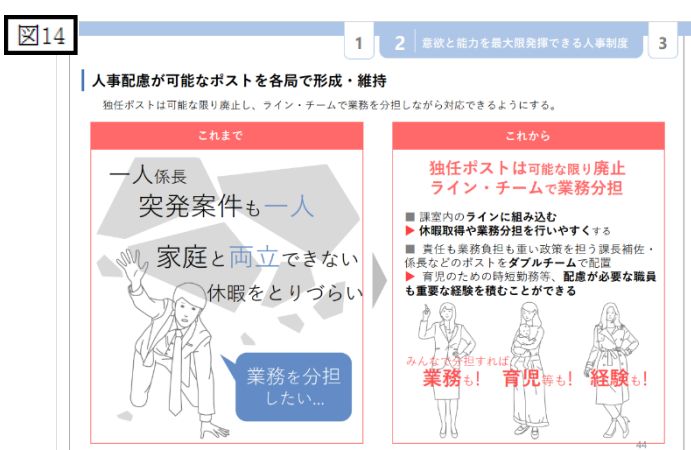 図14
1
2 意欲と能力を最大限発揮できる人事制度
3
人事配慮が可能なポストを各局で形成・維持
独任ポストは可能な限り廃止し、ライン・チームで業務を分担しながら対応できるようにする。
これまで
一人係長
突発案件も一人
家庭と両立できない
休暇をとりづらい
業務を分担
したい…
これから
独任ポストは可能な限り廃止
ライン・チームで業務分担
■ 課室内のラインに組み込む
▶ 休暇取得や業務分担を行いやすくする
■ 責任も業務負担も重い政策を担う課長補佐・
係長などのポストをダブルチームで配置
▶ 育児のための時短勤務等、配慮が必要な職員
も重要な経験を積むことができる
みんなで分担すれば、
業務も! 育児等も! 経験も!
44